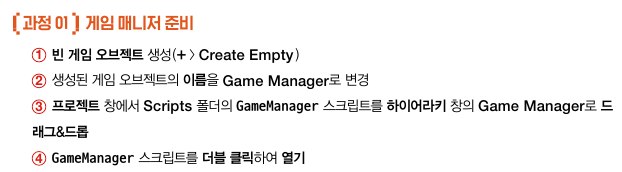 [과정 01] 게임 매니저 준비
① 빈 게임 오브젝트 생성(+ > Create Empty)
② 생성된 게임 오브젝트의 이름을 Game Manager로 변경
③ 프로젝트 창에서 Scripts 폴더의 GameManager 스크립트를 하이어라키 창의 Game Manager로 드
래그&드롭
④ GameManager 스크립트를 더블 클릭하여 열기